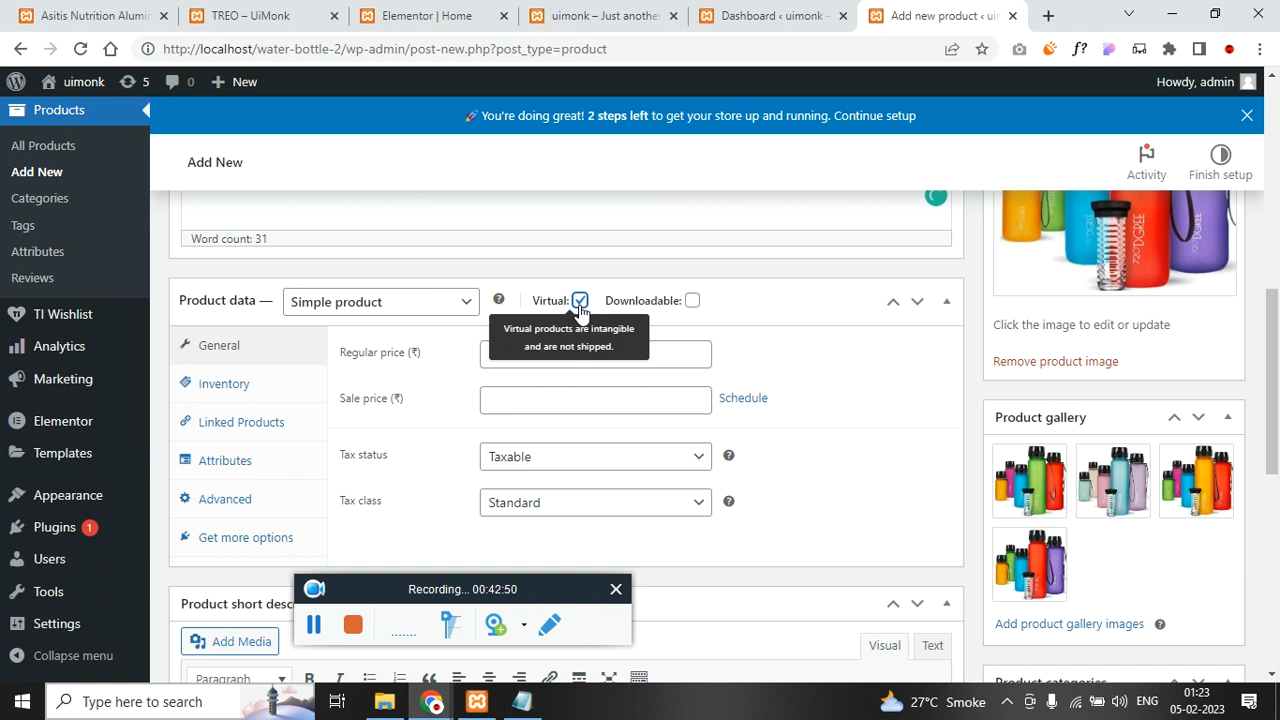 Asitis Nutrition Alumin
TREO – UiMonk
Elementor | Home
uimonk – Just anothe
Dashboard ‹ uimonk –
Add new product ‹ uim
http://localhost/water-bottle-2/wp-admin/post-new.php?post_type=product
f?
uimonk 5 0 New Howdy, admin
Products
🚀 You're doing great! 2 steps left to get your store up and running. Continue setup
All Products
Add New
Categories
Tags
Attributes
Reviews
TI Wishlist
Analytics
Marketing
Elementor
Templates
Appearance
Plugins 1
Users
Tools
Settings
Collapse menu
Add New
Activity
Finish setup
Word count: 31
Product data — Simple product Virtual: Downloadable:
Virtual products are intangible
and are not shipped.
General
Inventory
Linked Products
Attributes
Advanced
Get more options
Regular price (₹)
Sale price (₹) Schedule
Tax status Taxable
Tax class Standard
720°DGREE
Click the image to edit or update
Remove product image
Product gallery
Add product gallery images
Recording... 00:42:50
Product short desc
Add Media
Visual Text
Paragraph
Type here to search
27°C Smoke
ENG
01:23
05-02-2023